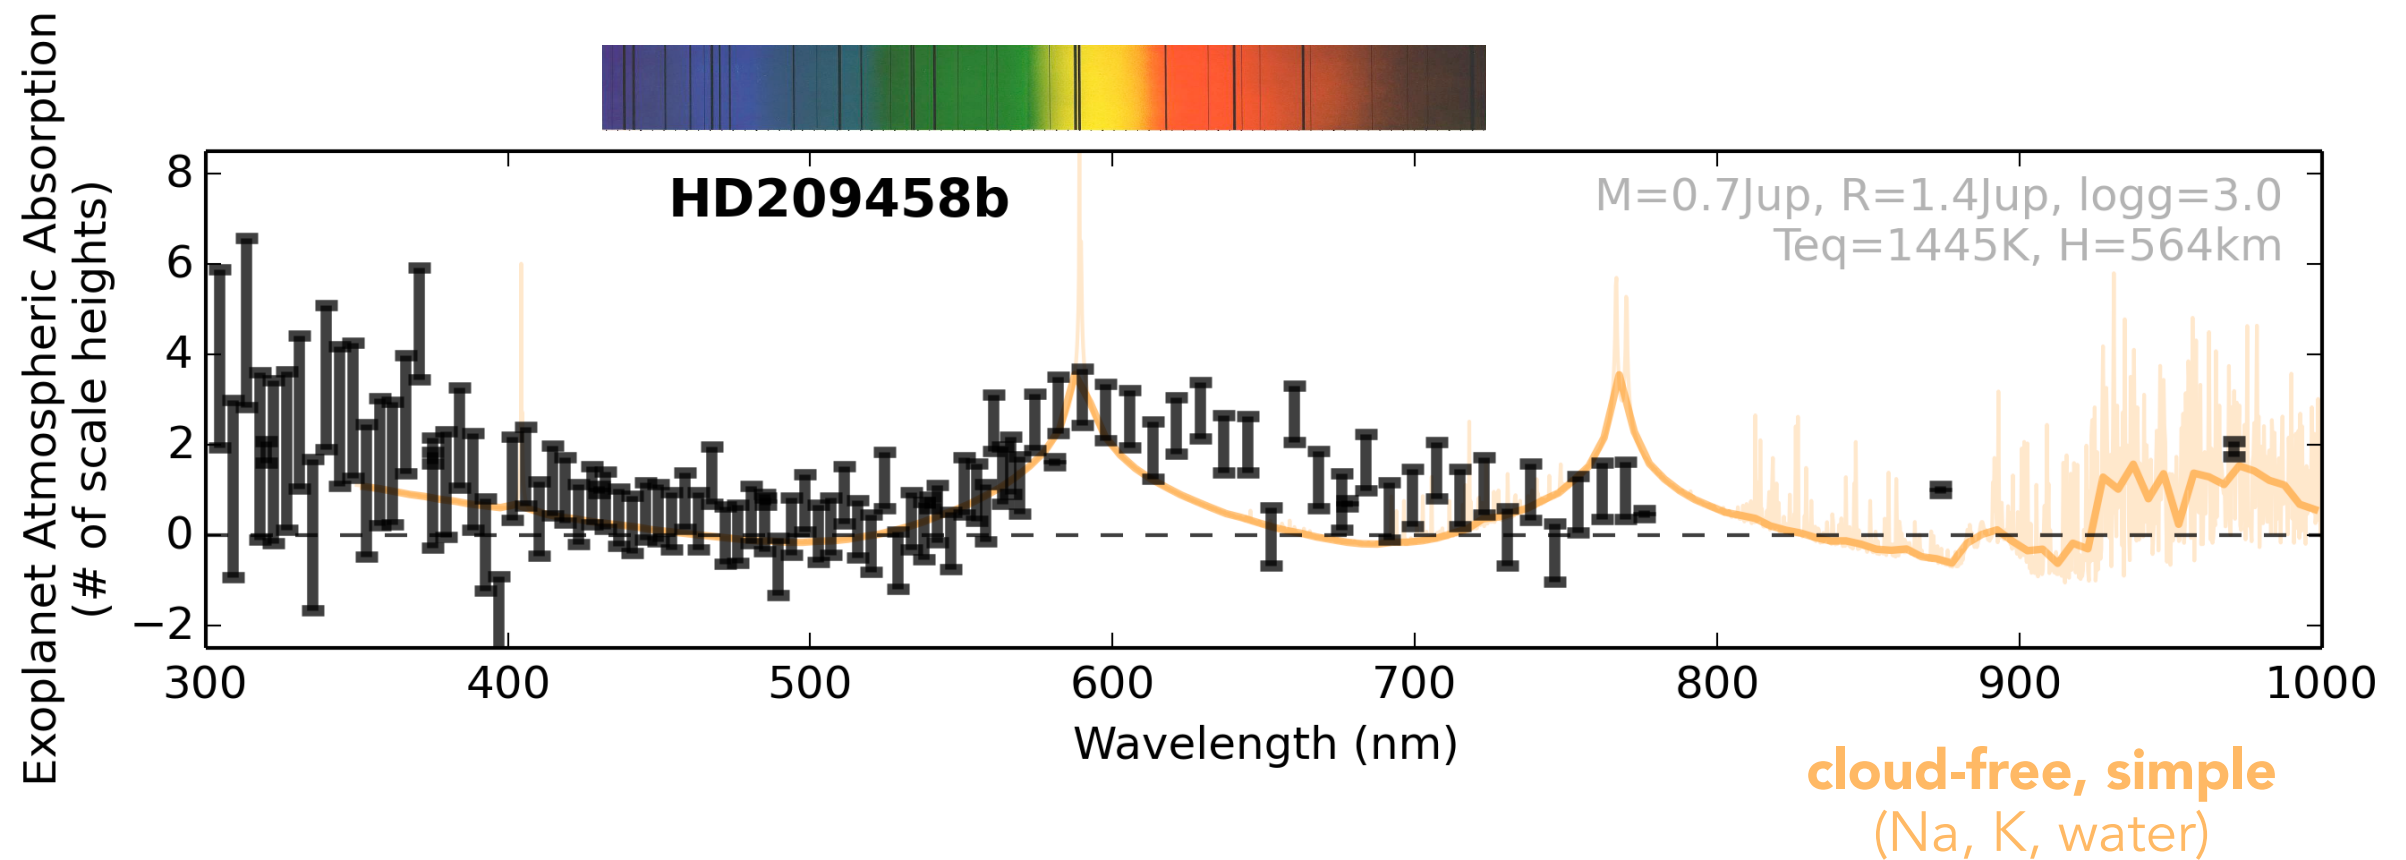 Exoplanet Atmospheric Absorption
(# of scale heights)
HD209458b
M=0.7Jup, R=1.4Jup, logg=3.0
Teq=1445K, H=564km
8
6
4
2
0
−2
300 400 500 600 700 800 900 1000
Wavelength (nm)
cloud-free, simple
(Na, K, water)